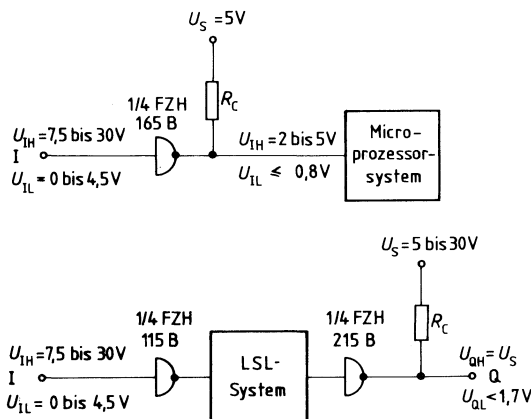 U_S = 5V
R_C
1/4 FZH
165 B
U_IH = 7,5 bis 30V
I
U_IL = 0 bis 4,5V
U_IH = 2 bis 5V
U_IL ≤ 0,8V
Micro-
prozessor-
system
U_S = 5 bis 30V
R_C
1/4 FZH
115 B
1/4 FZH
215 B
U_IH = 7,5 bis 30V
I
U_IL = 0 bis 4,5V
LSL-
System
U_QH = U_S
Q
U_QL < 1,7V